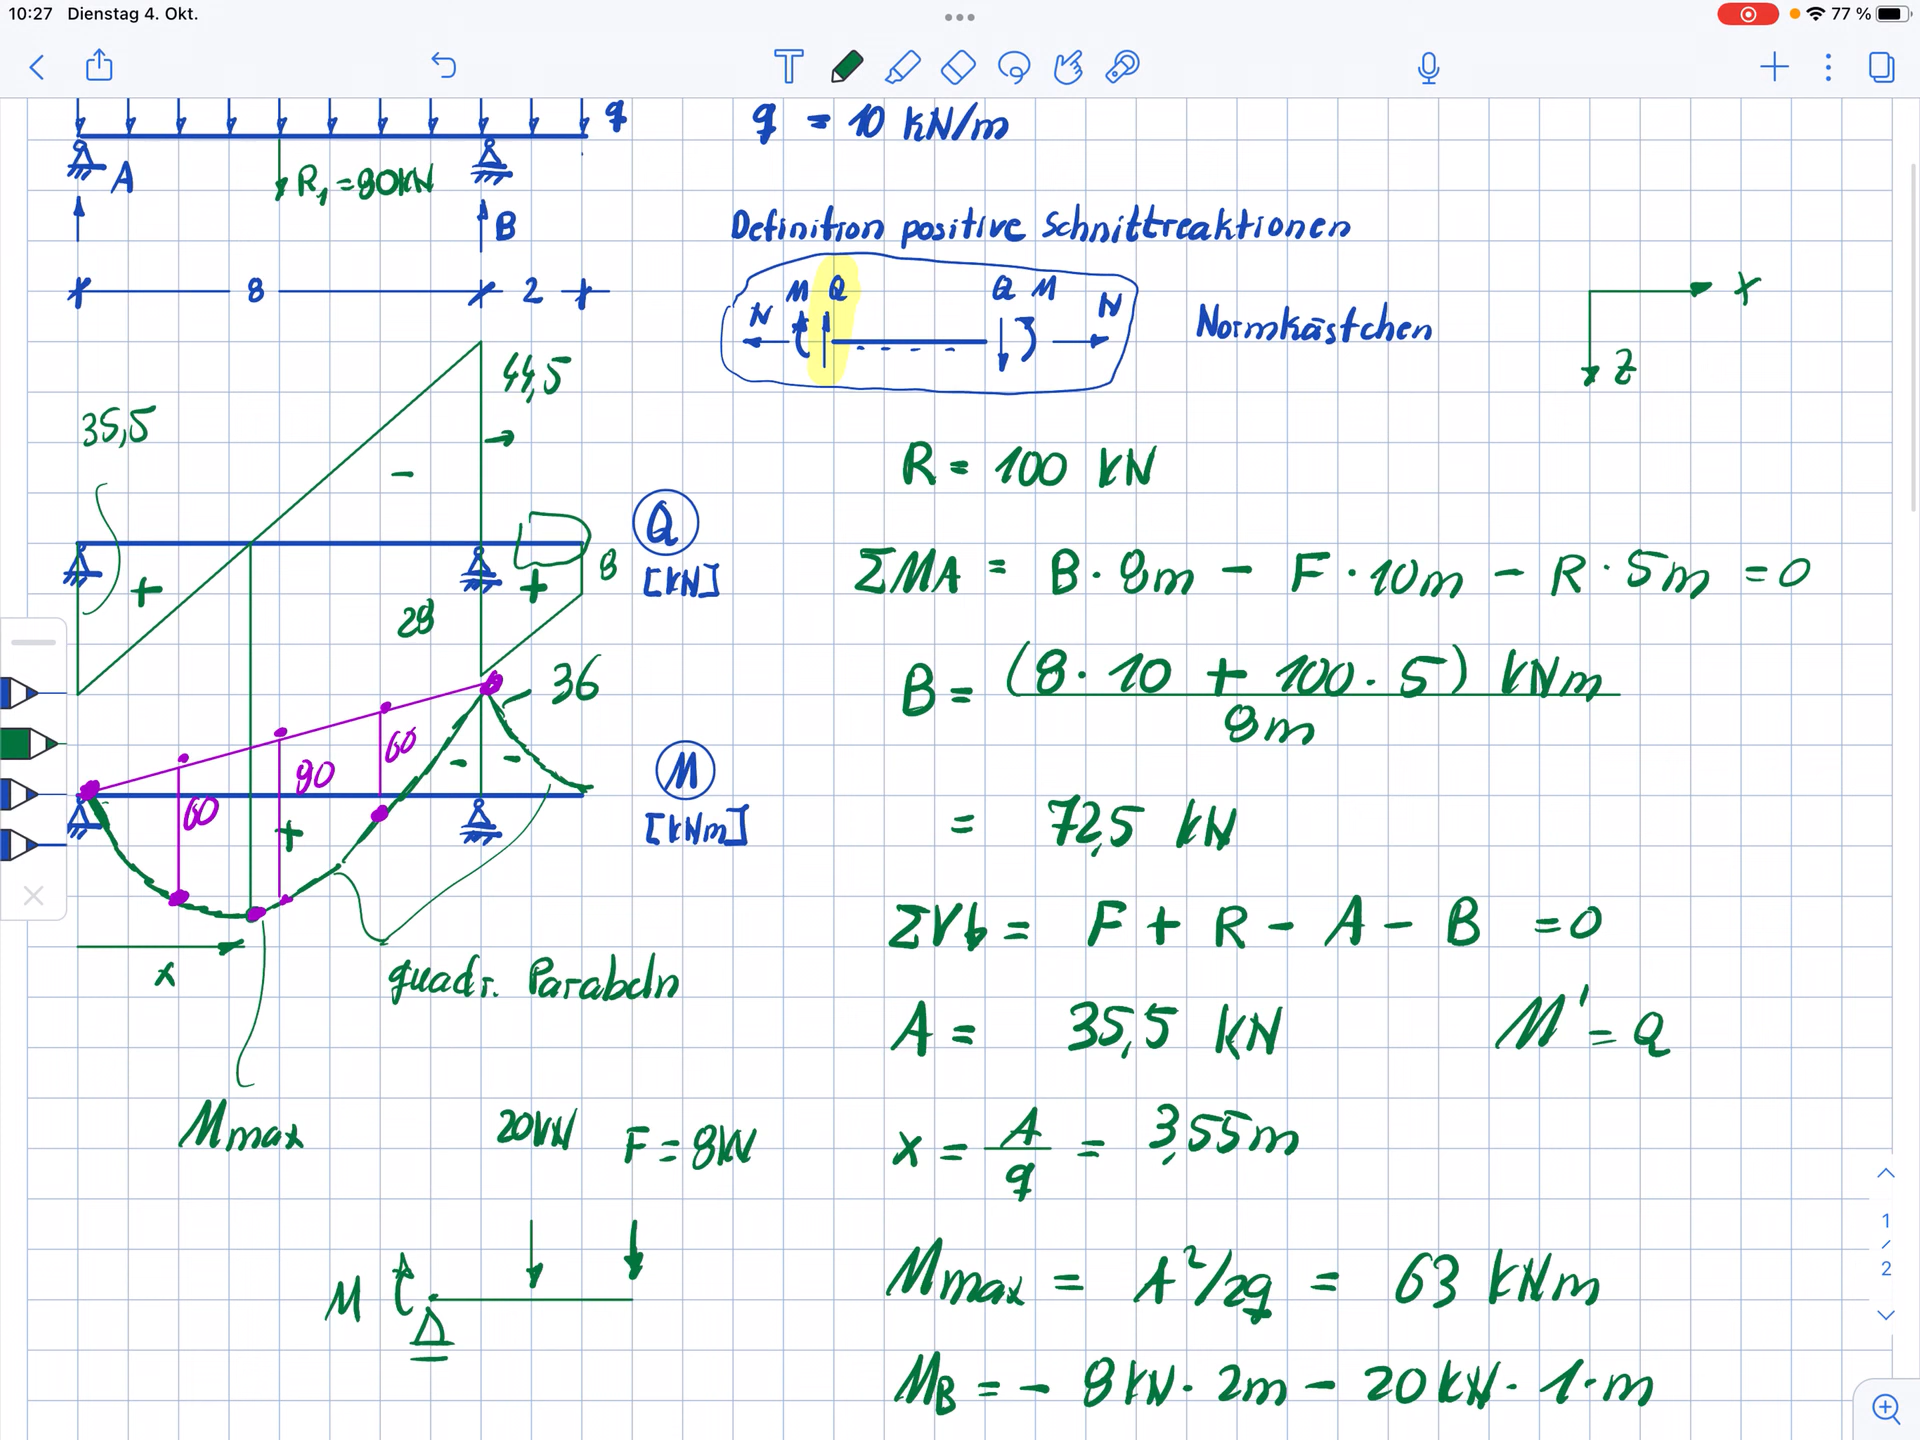 10:27 Dienstag 4. Okt.
77 %
q
q = 10 kN/m
A
R₁ = 80kN
B
8
2
Definition positive Schnittreaktionen
M Q
N
Q M
N
Normkästchen
x
z
44,5
35,5
-
+
+
8
28
Q
[kN]
R = 100 kN
ΣMA = B · 8m - F · 10m - R · 5m = 0
B = (8 · 10 + 100 · 5) kNm
8m
= 72,5 kN
36
60
90
60
+
-
-
M
[kNm]
x
quadr. Parabeln
Mmax
ΣVb = F + R - A - B = 0
A = 35,5 kN
M' = Q
x = A
q
= 3,55m
20kN
F = 8kN
M
Mmax = A²/2q = 63 kNm
MB = - 8kN · 2m - 20kN · 1 · m
1
/
2